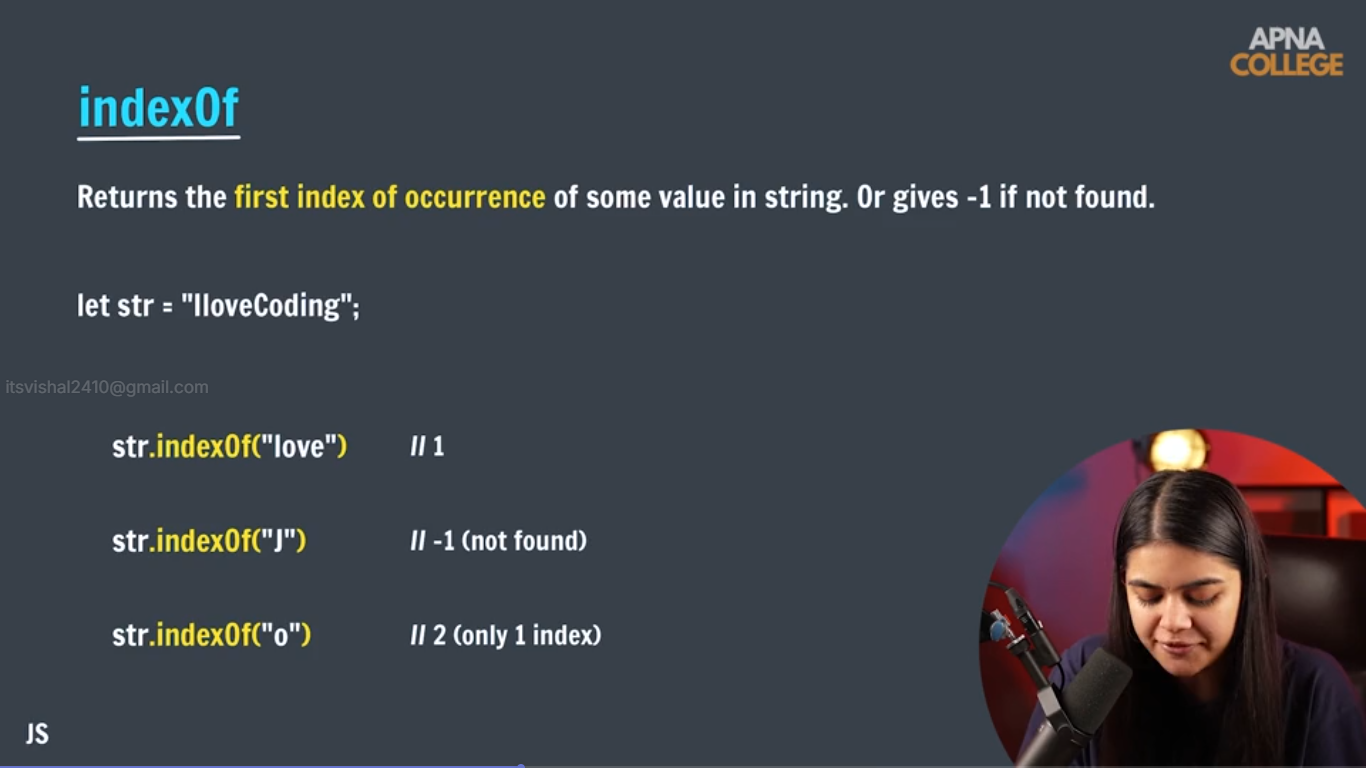 APNA
COLLEGE
indexOf
Returns the first index of occurrence of some value in string. Or gives -1 if not found.
let str = "IloveCoding";
itsvishal2410@gmail.com
str.indexOf("love") // 1
str.indexOf("J") // -1 (not found)
str.indexOf("o") // 2 (only 1 index)
JS